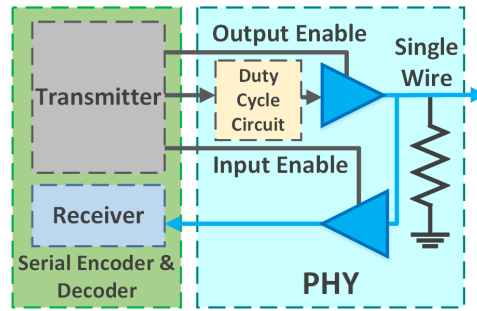 Output Enable
Single
Wire
Transmitter
Duty
Cycle
Circuit
Input Enable
Receiver
Serial Encoder &
Decoder
PHY